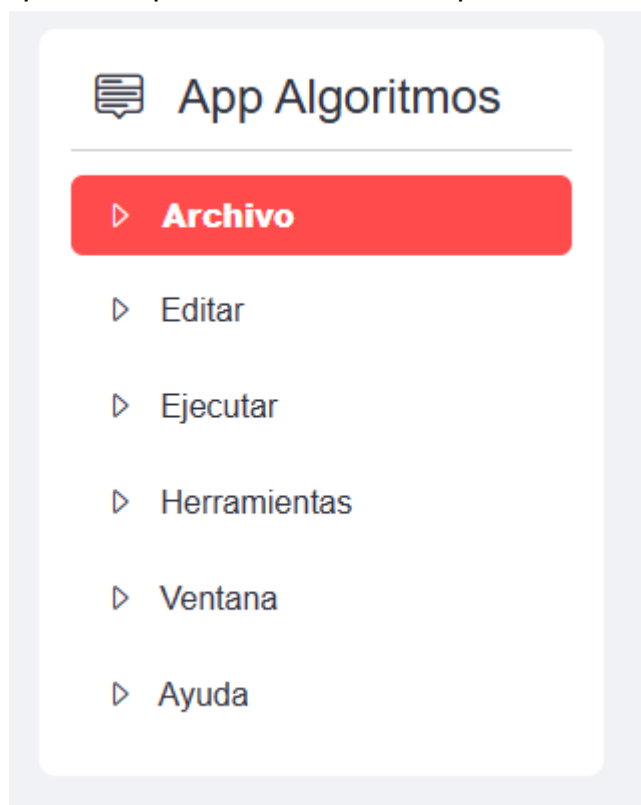 App Algoritmos
Archivo
Editar
Ejecutar
Herramientas
Ventana
Ayuda